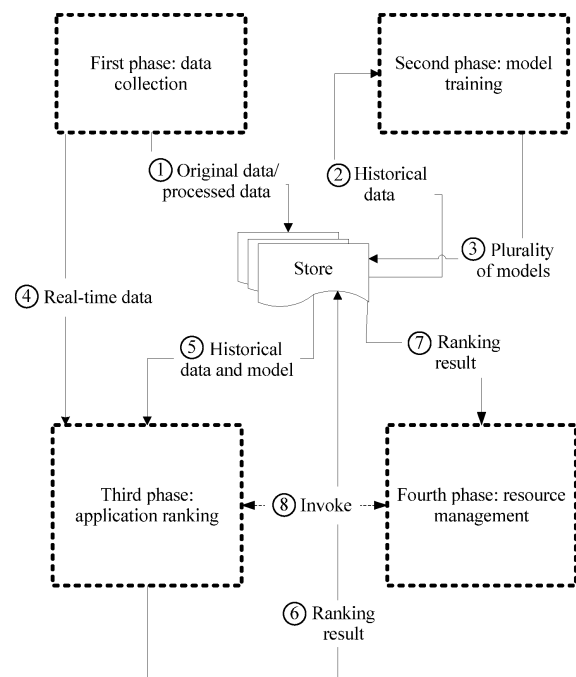 First phase: data
collection
Second phase: model
training
① Original data/
processed data
② Historical
data
③ Plurality
of models
Store
④ Real-time data
⑤ Historical
data and model
⑦ Ranking
result
Third phase:
application ranking
⑧ Invoke
Fourth phase: resource
management
⑥ Ranking
result